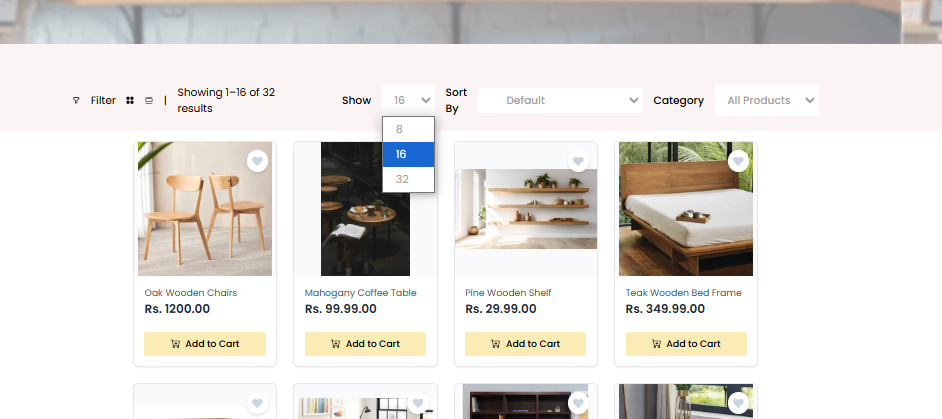 Filter | Showing 1–16 of 32 results
Show 16
Sort By Default
Category All Products
8
16
32
Oak Wooden Chairs
Rs. 1200.00
Add to Cart
Mahogany Coffee Table
Rs. 99.99.00
Add to Cart
Pine Wooden Shelf
Rs. 29.99.00
Add to Cart
Teak Wooden Bed Frame
Rs. 349.99.00
Add to Cart